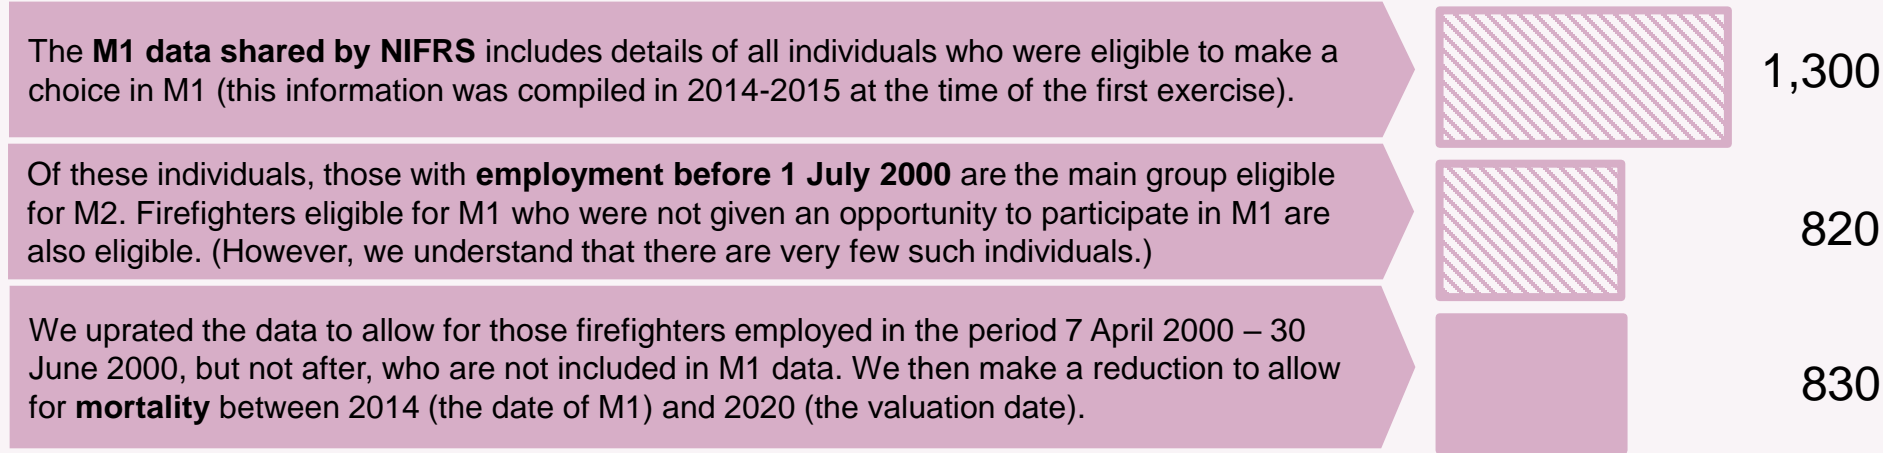 The M1 data shared by NIFRS includes details of all individuals who were eligible to make a
choice in M1 (this information was compiled in 2014-2015 at the time of the first exercise).
1,300
Of these individuals, those with employment before 1 July 2000 are the main group eligible
for M2. Firefighters eligible for M1 who were not given an opportunity to participate in M1 are
also eligible. (However, we understand that there are very few such individuals.)
820
We uprated the data to allow for those firefighters employed in the period 7 April 2000 – 30
June 2000, but not after, who are not included in M1 data. We then make a reduction to allow
for mortality between 2014 (the date of M1) and 2020 (the valuation date).
830